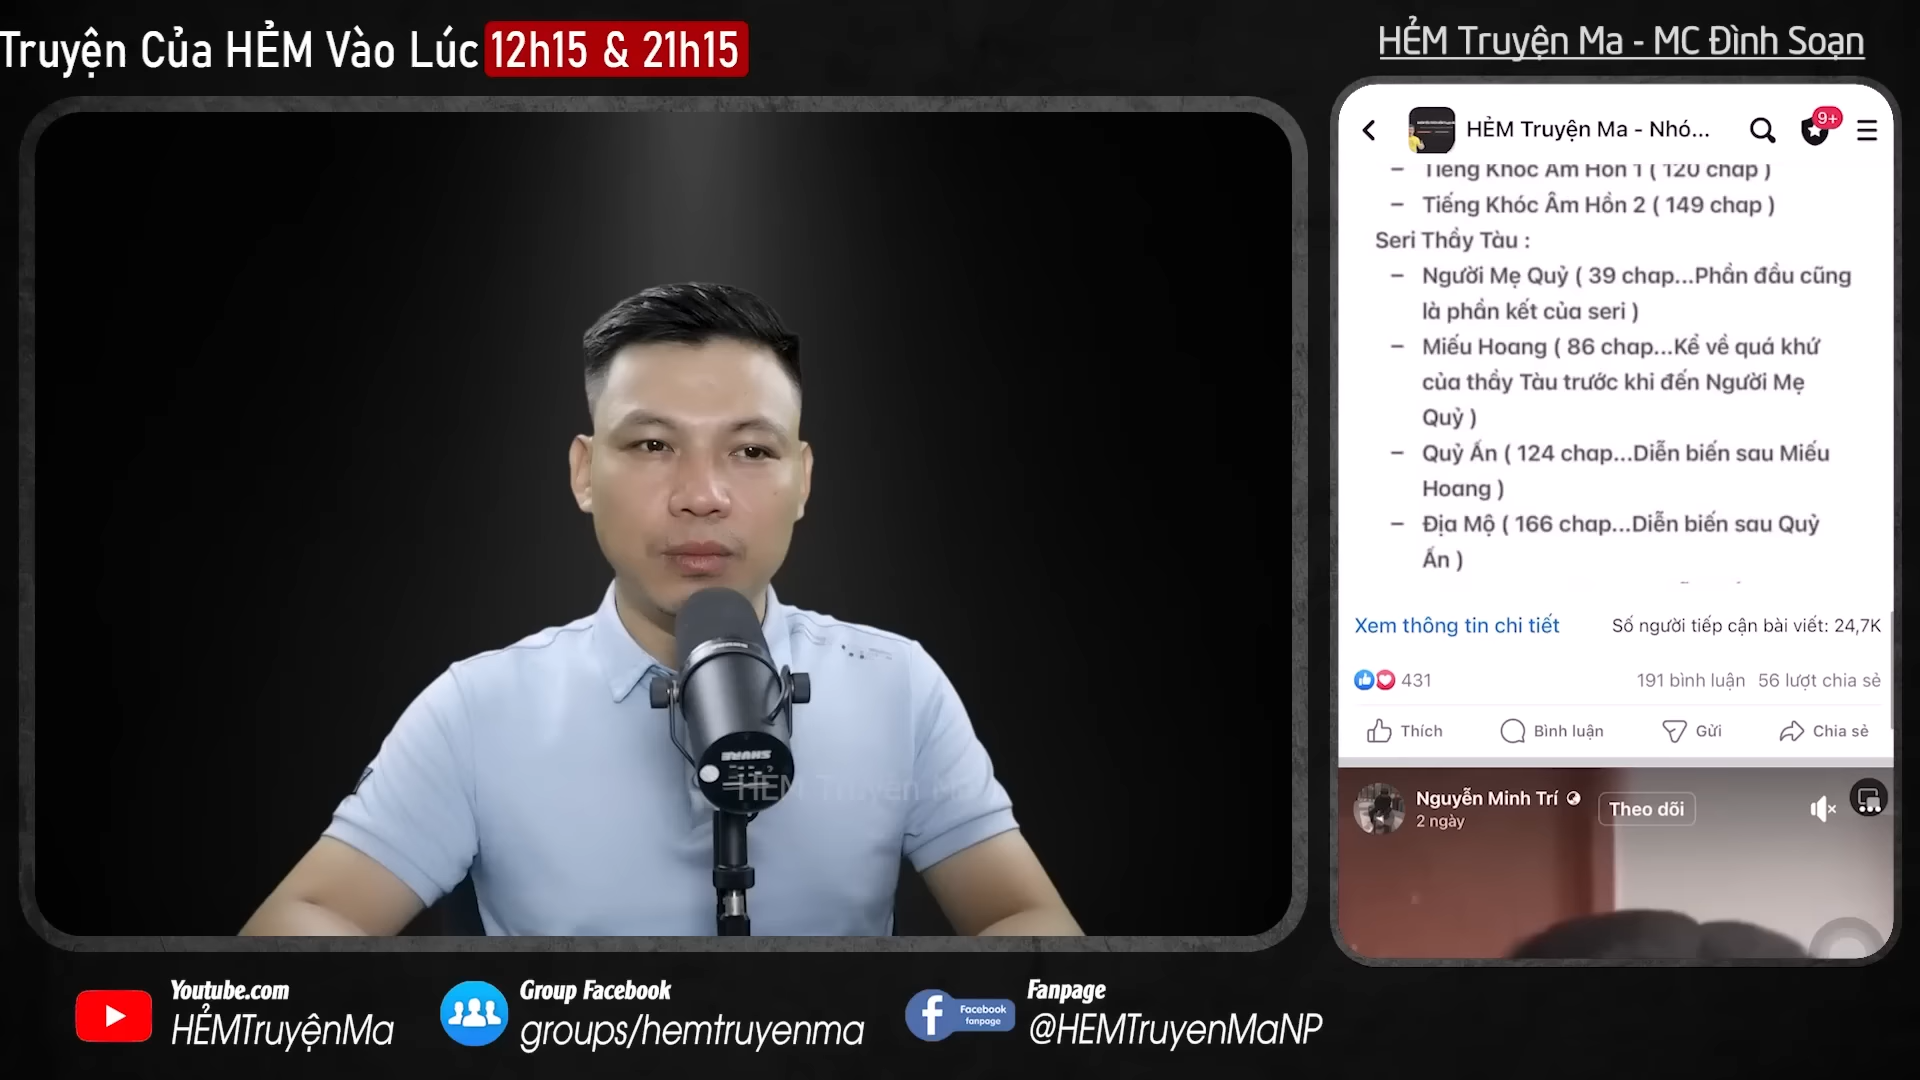 Truyện Của HẺM Vào Lúc 12h15 & 21h15
HẺM Truyện Ma - MC Đình Soạn
HẺM Truyện Ma - Nhó...
9+
– Tiếng Khóc Âm Hồn 1 ( 120 chap )
– Tiếng Khóc Âm Hồn 2 ( 149 chap )
Seri Thầy Tàu :
– Người Mẹ Quỷ ( 39 chap...Phần đầu cũng
là phần kết của seri )
– Miếu Hoang ( 86 chap...Kể về quá khứ
của thầy Tàu trước khi đến Người Mẹ
Quỷ )
– Quỷ Ấn ( 124 chap...Diễn biến sau Miếu
Hoang )
– Địa Mộ ( 166 chap...Diễn biến sau Quỷ
Ấn )
Xem thông tin chi tiết
Số người tiếp cận bài viết: 24,7K
431
191 bình luận 56 lượt chia sẻ
Thích
Bình luận
Gửi
Chia sẻ
Nguyễn Minh Trí
Theo dõi
2 ngày
SHURE
HẺM Truyện Ma
Youtube.com
HẺMTruyệnMa
Group Facebook
groups/hemtruyenma
Facebook
fanpage
Fanpage
@HEMTruyenMaNP